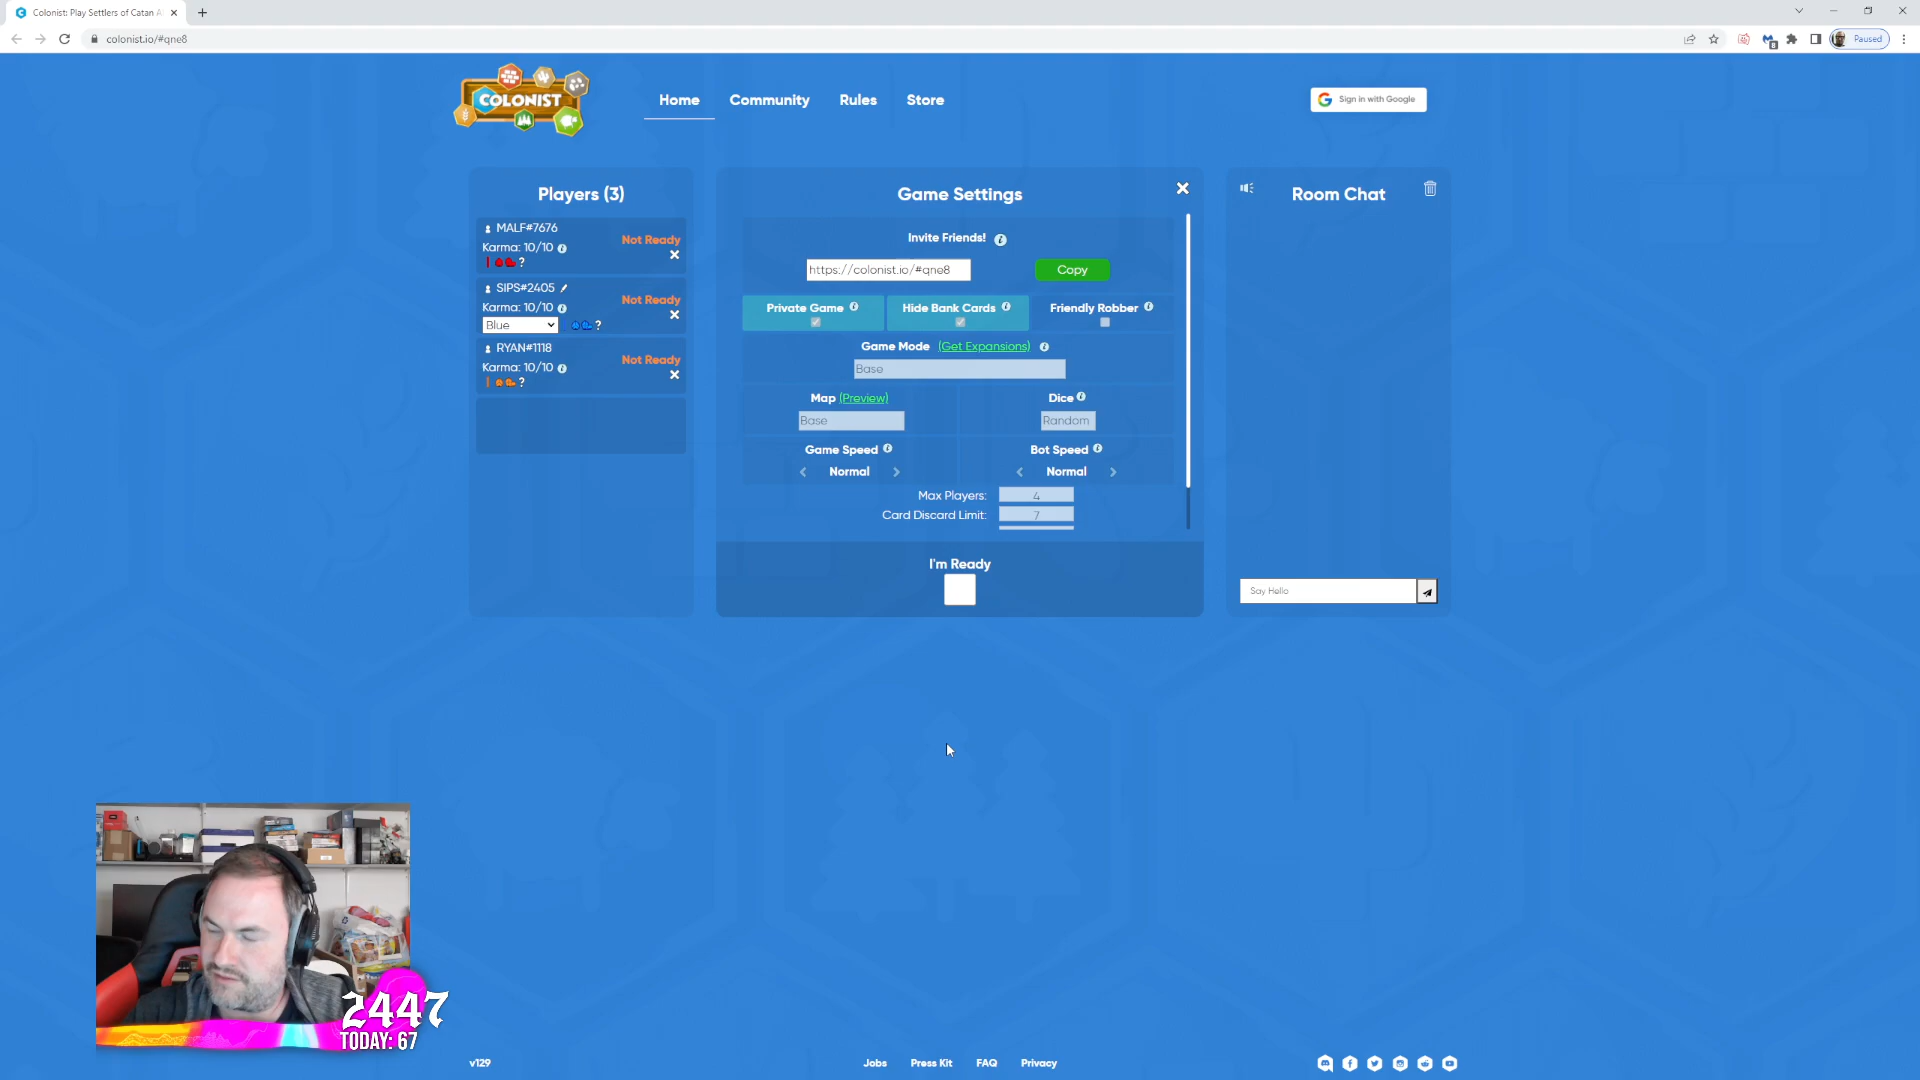 Colonist: Play Settlers of Catan A
colonist.io/#qne8
Paused
COLONIST
Home
Community
Rules
Store
Sign in with Google
Players (3)
MALF#7676
Karma: 10/10
Not Ready
?
SIPS#2405
Karma: 10/10
Not Ready
Blue
?
RYAN#1118
Karma: 10/10
Not Ready
?
Game Settings
Invite Friends!
https://colonist.io/#qne8
Copy
Private Game
Hide Bank Cards
Friendly Robber
Game Mode (Get Expansions)
Base
Map (Preview)
Dice
Base
Random
Game Speed
Bot Speed
Normal
Normal
Max Players: 4
Card Discard Limit: 7
I'm Ready
Room Chat
Say Hello
2447
TODAY: 67
v129
Jobs
Press Kit
FAQ
Privacy